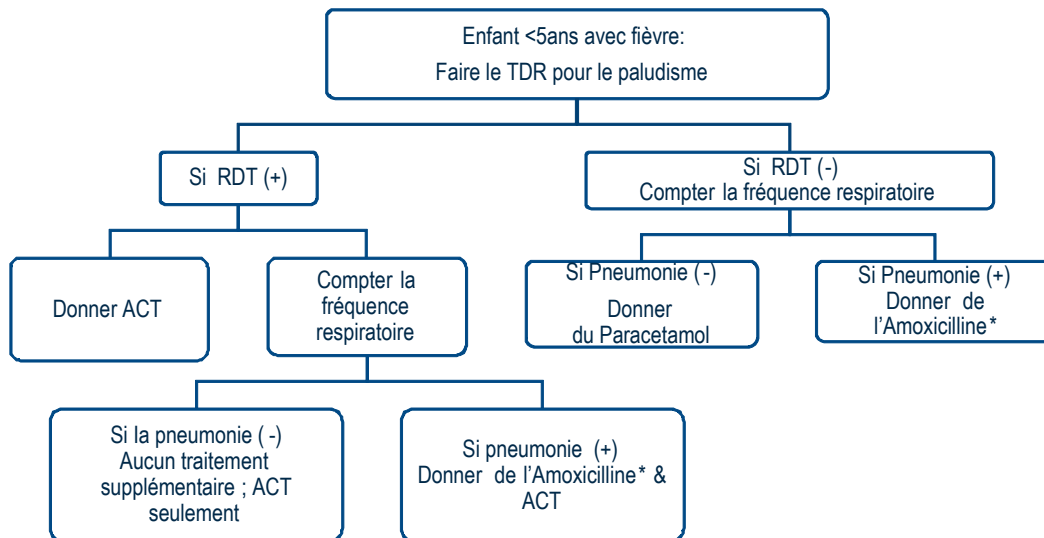 Enfant <5ans avec fièvre:
Faire le TDR pour le paludisme
Si RDT (+)
Si RDT (-)
Compter la fréquence respiratoire
Donner ACT
Compter la
fréquence
respiratoire
Si Pneumonie (-)
Donner
du Paracetamol
Si Pneumonie (+)
Donner de
l’Amoxicilline*
Si la pneumonie (-)
Aucun traitement
supplémentaire ; ACT
seulement
Si pneumonie (+)
Donner de l’Amoxicilline* &
ACT